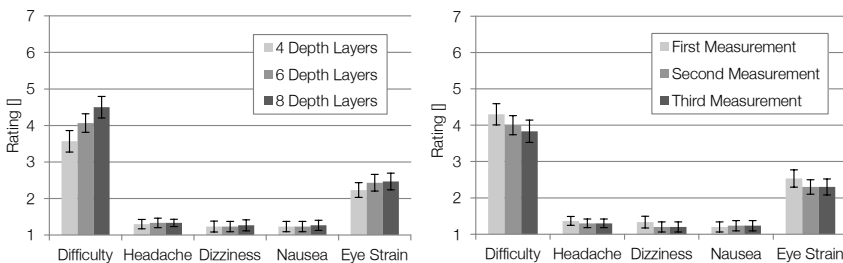 7
6
5
4
3
2
1
Rating []
4 Depth Layers
6 Depth Layers
8 Depth Layers
Difficulty Headache Dizziness Nausea Eye Strain
7
6
5
4
3
2
1
Rating []
First Measurement
Second Measurement
Third Measurement
Difficulty Headache Dizziness Nausea Eye Strain